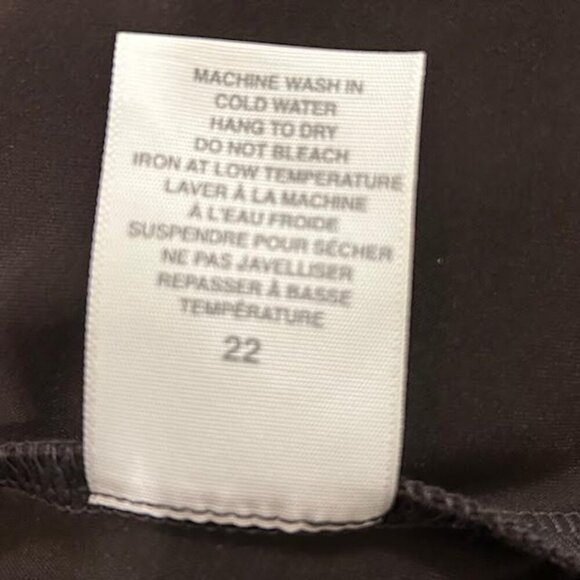 MACHINE WASH IN
COLD WATER
HANG TO DRY
DO NOT BLEACH
IRON AT LOW TEMPERATURE
LAVER À LA MACHINE
À L'EAU FROIDE
SUSPENDRE POUR SÉCHER
NE PAS JAVELLISER
REPASSER À BASSE
TEMPÉRATURE
22